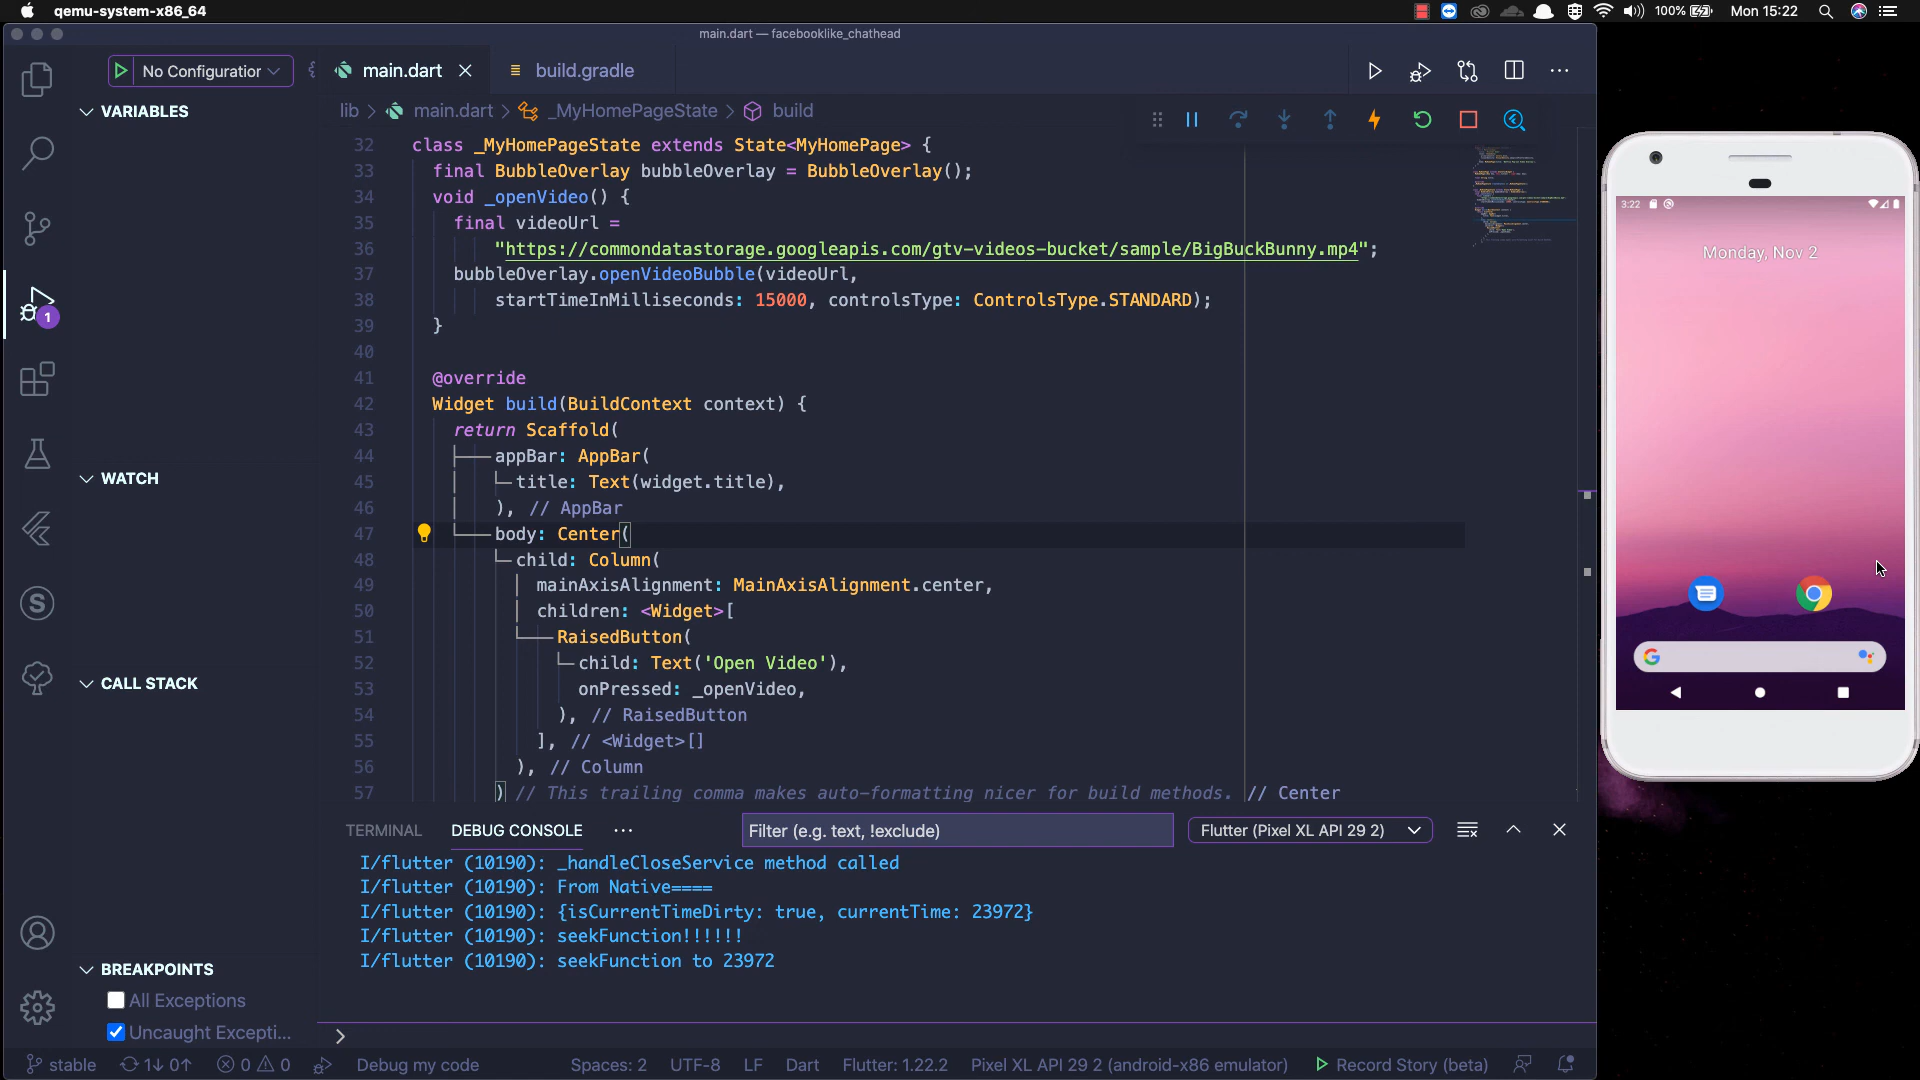 qemu-system-x86_64
100%
Mon 15:22
main.dart — facebooklike_chathead
No Configuratior
main.dart
build.gradle
VARIABLES
lib > main.dart > _MyHomePageState > build
32 class _MyHomePageState extends State<MyHomePage> {
33 final BubbleOverlay bubbleOverlay = BubbleOverlay();
34 void _openVideo() {
35 final videoUrl =
36 "https://commondatastorage.googleapis.com/gtv-videos-bucket/sample/BigBuckBunny.mp4";
37 bubbleOverlay.openVideoBubble(videoUrl,
38 startTimeInMilliseconds: 15000, controlsType: ControlsType.STANDARD);
39 }
40
41 @override
42 Widget build(BuildContext context) {
43 return Scaffold(
44 appBar: AppBar(
45 title: Text(widget.title),
46 ), // AppBar
47 body: Center(
48 child: Column(
49 mainAxisAlignment: MainAxisAlignment.center,
50 children: <Widget>[
51 RaisedButton(
52 child: Text('Open Video'),
53 onPressed: _openVideo,
54 ), // RaisedButton
55 ], // <Widget>[]
56 ), // Column
57 ) // This trailing comma makes auto-formatting nicer for build methods. // Center
1
WATCH
CALL STACK
BREAKPOINTS
All Exceptions
Uncaught Excepti...
TERMINAL
DEBUG CONSOLE
Filter (e.g. text, !exclude)
Flutter (Pixel XL API 29 2)
I/flutter (10190): _handleCloseService method called
I/flutter (10190): From Native====
I/flutter (10190): {isCurrentTimeDirty: true, currentTime: 23972}
I/flutter (10190): seekFunction!!!!!!
I/flutter (10190): seekFunction to 23972
stable
1↓ 0↑
0
0
Debug my code
Spaces: 2
UTF-8
LF
Dart
Flutter: 1.22.2
Pixel XL API 29 2 (android-x86 emulator)
Record Story (beta)
3:22
Monday, Nov 2